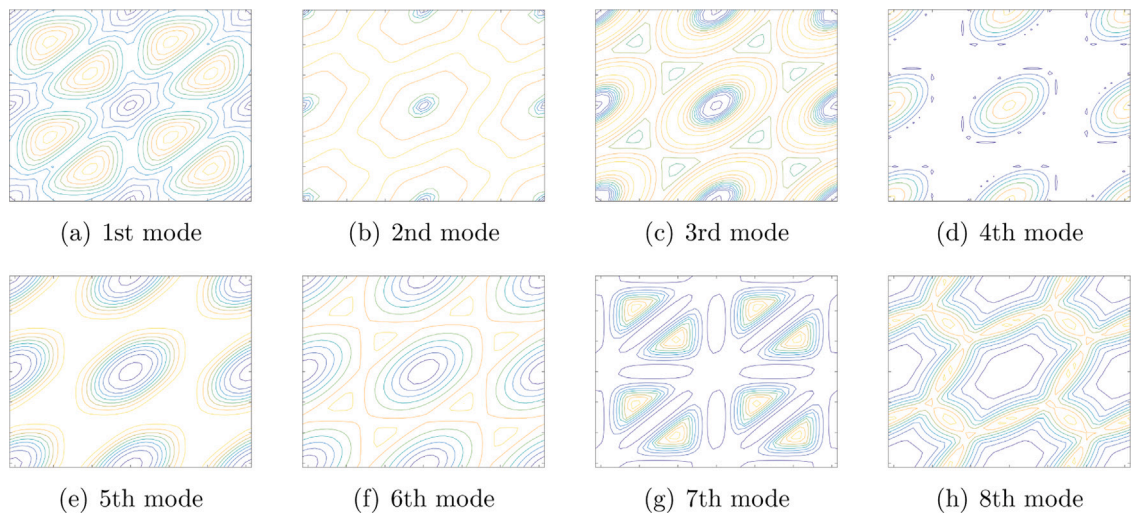 (a) 1st mode
(b) 2nd mode
(c) 3rd mode
(d) 4th mode
(e) 5th mode
(f) 6th mode
(g) 7th mode
(h) 8th mode